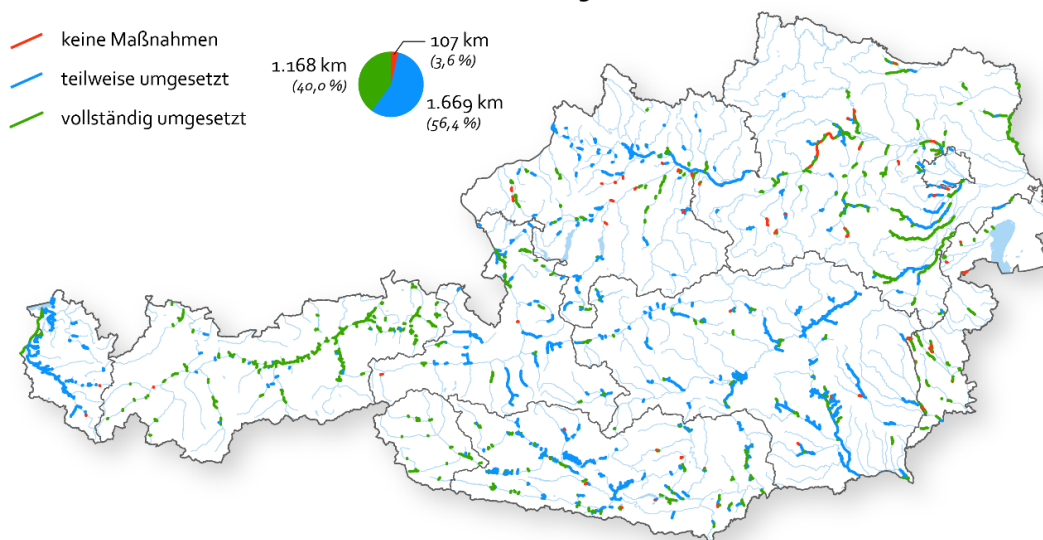 keine Maßnahmen
teilweise umgesetzt
vollständig umgesetzt
107 km
(3,6 %)
1.168 km
(40,0 %)
1.669 km
(56,4 %)